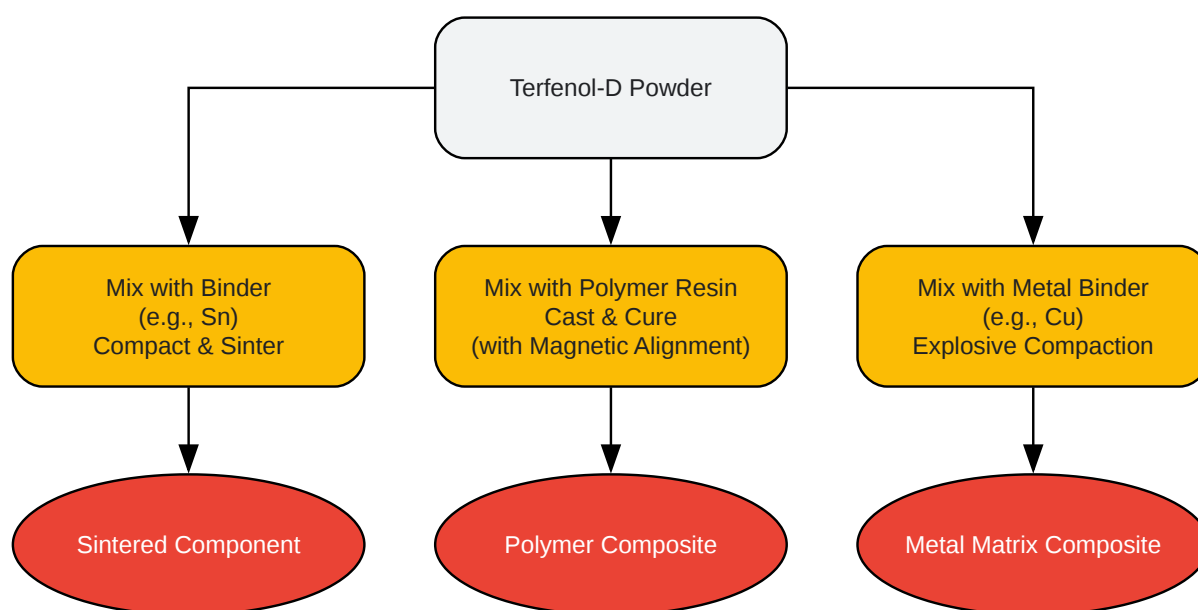 Terfenol-D Powder
Mix with Binder
(e.g., Sn)
Compact & Sinter
Mix with Polymer Resin
Cast & Cure
(with Magnetic Alignment)
Mix with Metal Binder
(e.g., Cu)
Explosive Compaction
Sintered Component
Polymer Composite
Metal Matrix Composite